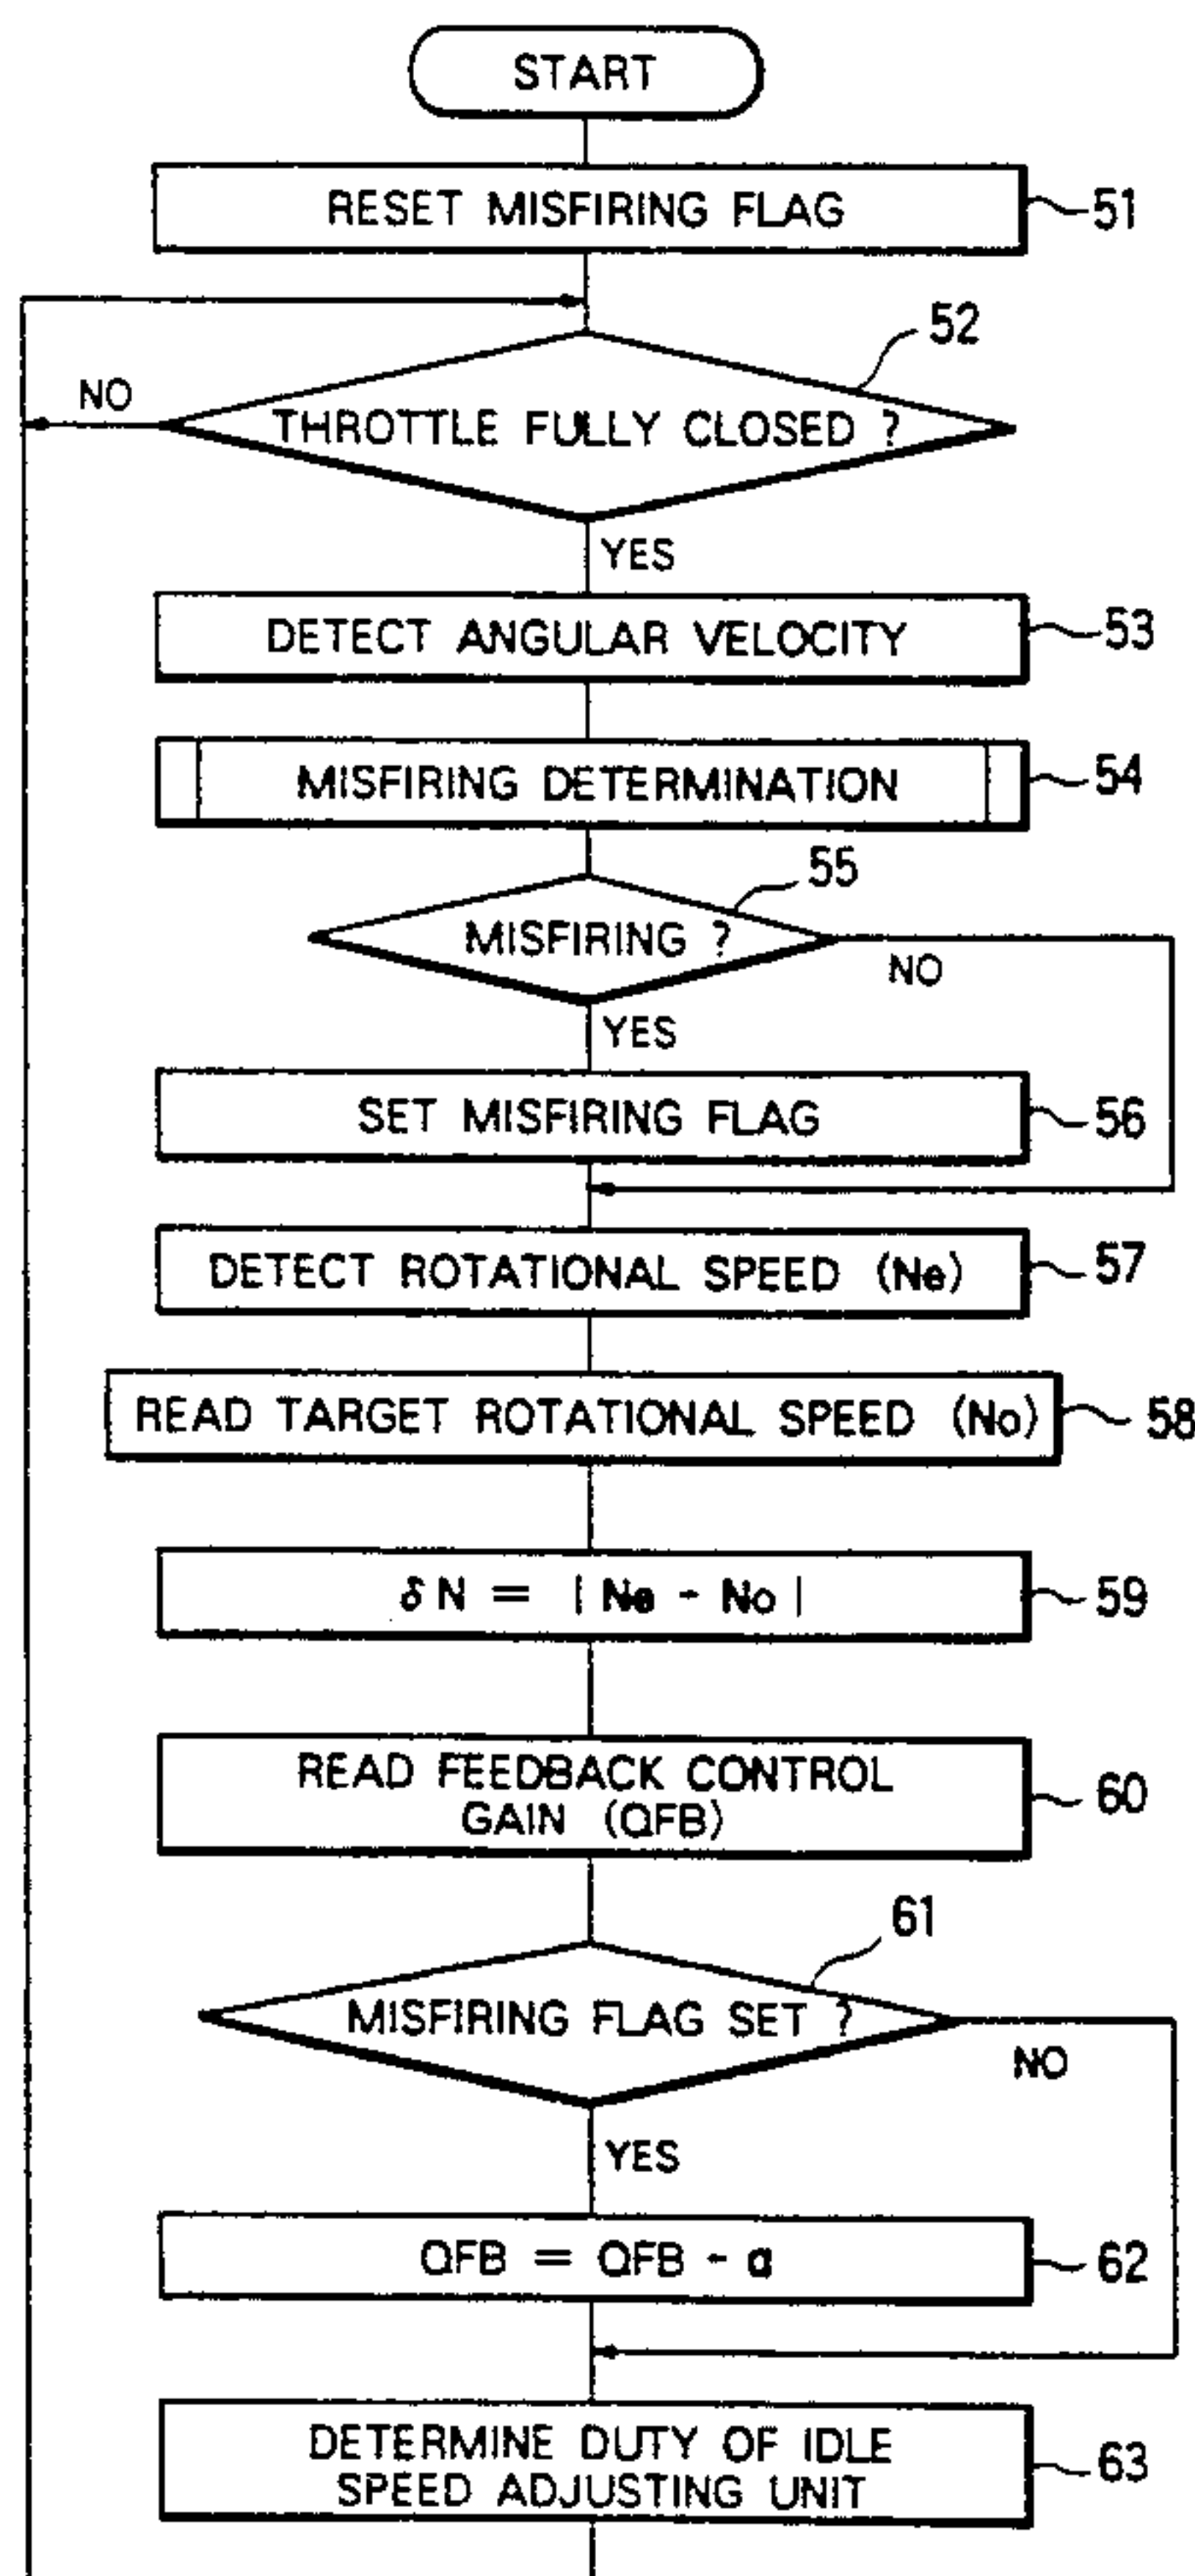 START
RESET MISFIRING FLAG
51
52
NO
THROTTLE FULLY CLOSED ?
YES
DETECT ANGULAR VELOCITY
53
MISFIRING DETERMINATION
54
55
MISFIRING ?
NO
YES
SET MISFIRING FLAG
56
DETECT ROTATIONAL SPEED (Ne)
57
READ TARGET ROTATIONAL SPEED (No)
58
δN = | Ne - No |
59
READ FEEDBACK CONTROL
GAIN (QFB)
60
61
MISFIRING FLAG SET ?
NO
YES
QFB = QFB - α
62
DETERMINE DUTY OF IDLE
SPEED ADJUSTING UNIT
63